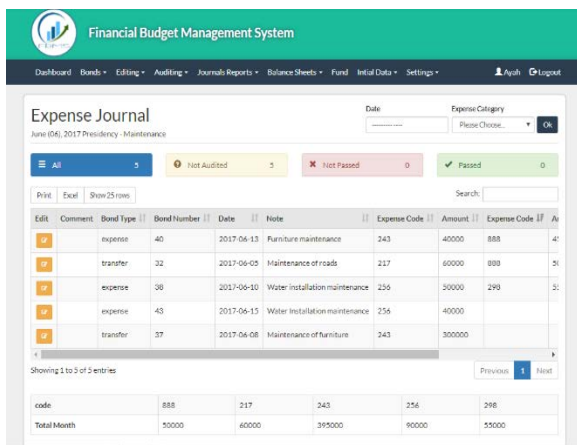 Financial Budget Management System
Dashboard Bonds Editing Auditing Journals Reports Balance Sheets Fund Intial Data Settings Ayah Logout
Expense Journal
June (06), 2017 Presidency - Maintenance
Date Expense Category
Please Choose... Ok
All 5 Not Audited 5 Not Passed 0 Passed 0
Print Excel Show 25 rows Search:
Edit Comment Bond Type Bond Number Date Note Expense Code Amount Expense Code
expense 40 2017-06-13 Furniture maintenance 243 40000 888
transfer 32 2017-06-05 Maintenance of roads 217 60000 888
expense 38 2017-06-10 Water installation maintenance 256 50000 298
expense 43 2017-06-15 Water Installation maintenance 256 40000
transfer 37 2017-06-08 Maintenance of furniture 243 300000
Showing 1 to 5 of 5 entries Previous 1 Next
code 888 217 243 256 298
Total Month 50000 60000 395000 90000 55000